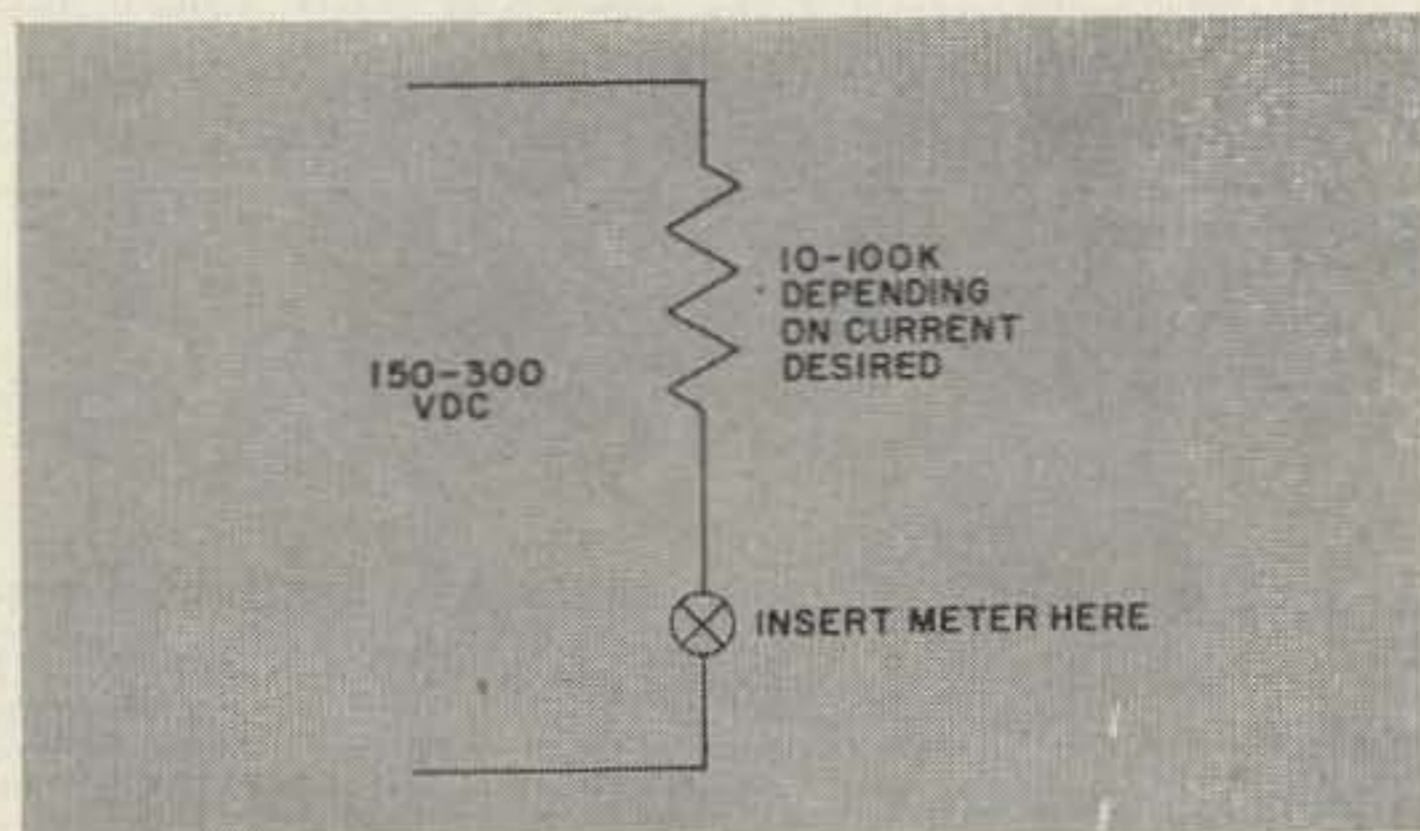 10-100K
DEPENDING
ON CURRENT
DESIRED
150-300
VDC
INSERT METER HERE